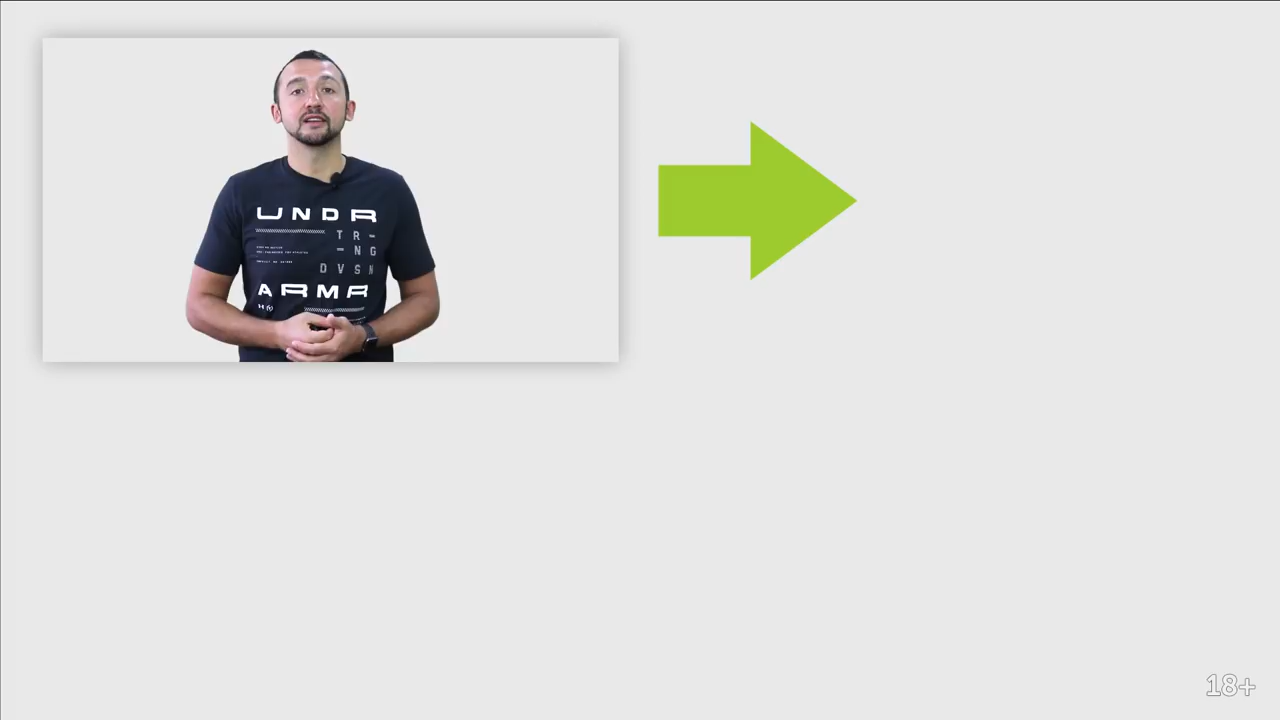 UNDR
TR-
-NG
DVSN
ARMR
18+